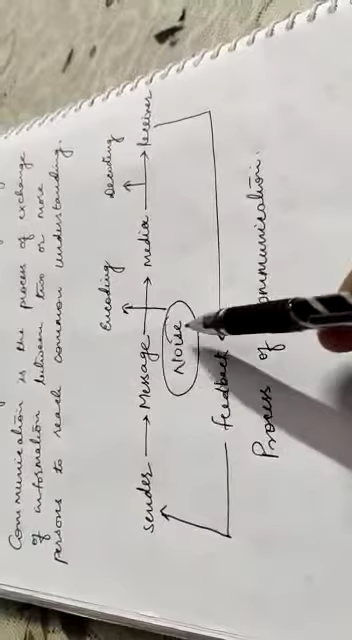 Communication is the process of exchange
of information between two or more
persons to reach common understanding.
Encoding Decoding
Sender → Message → Media → Receiver
Noise
Feedback
Process of ommunication.